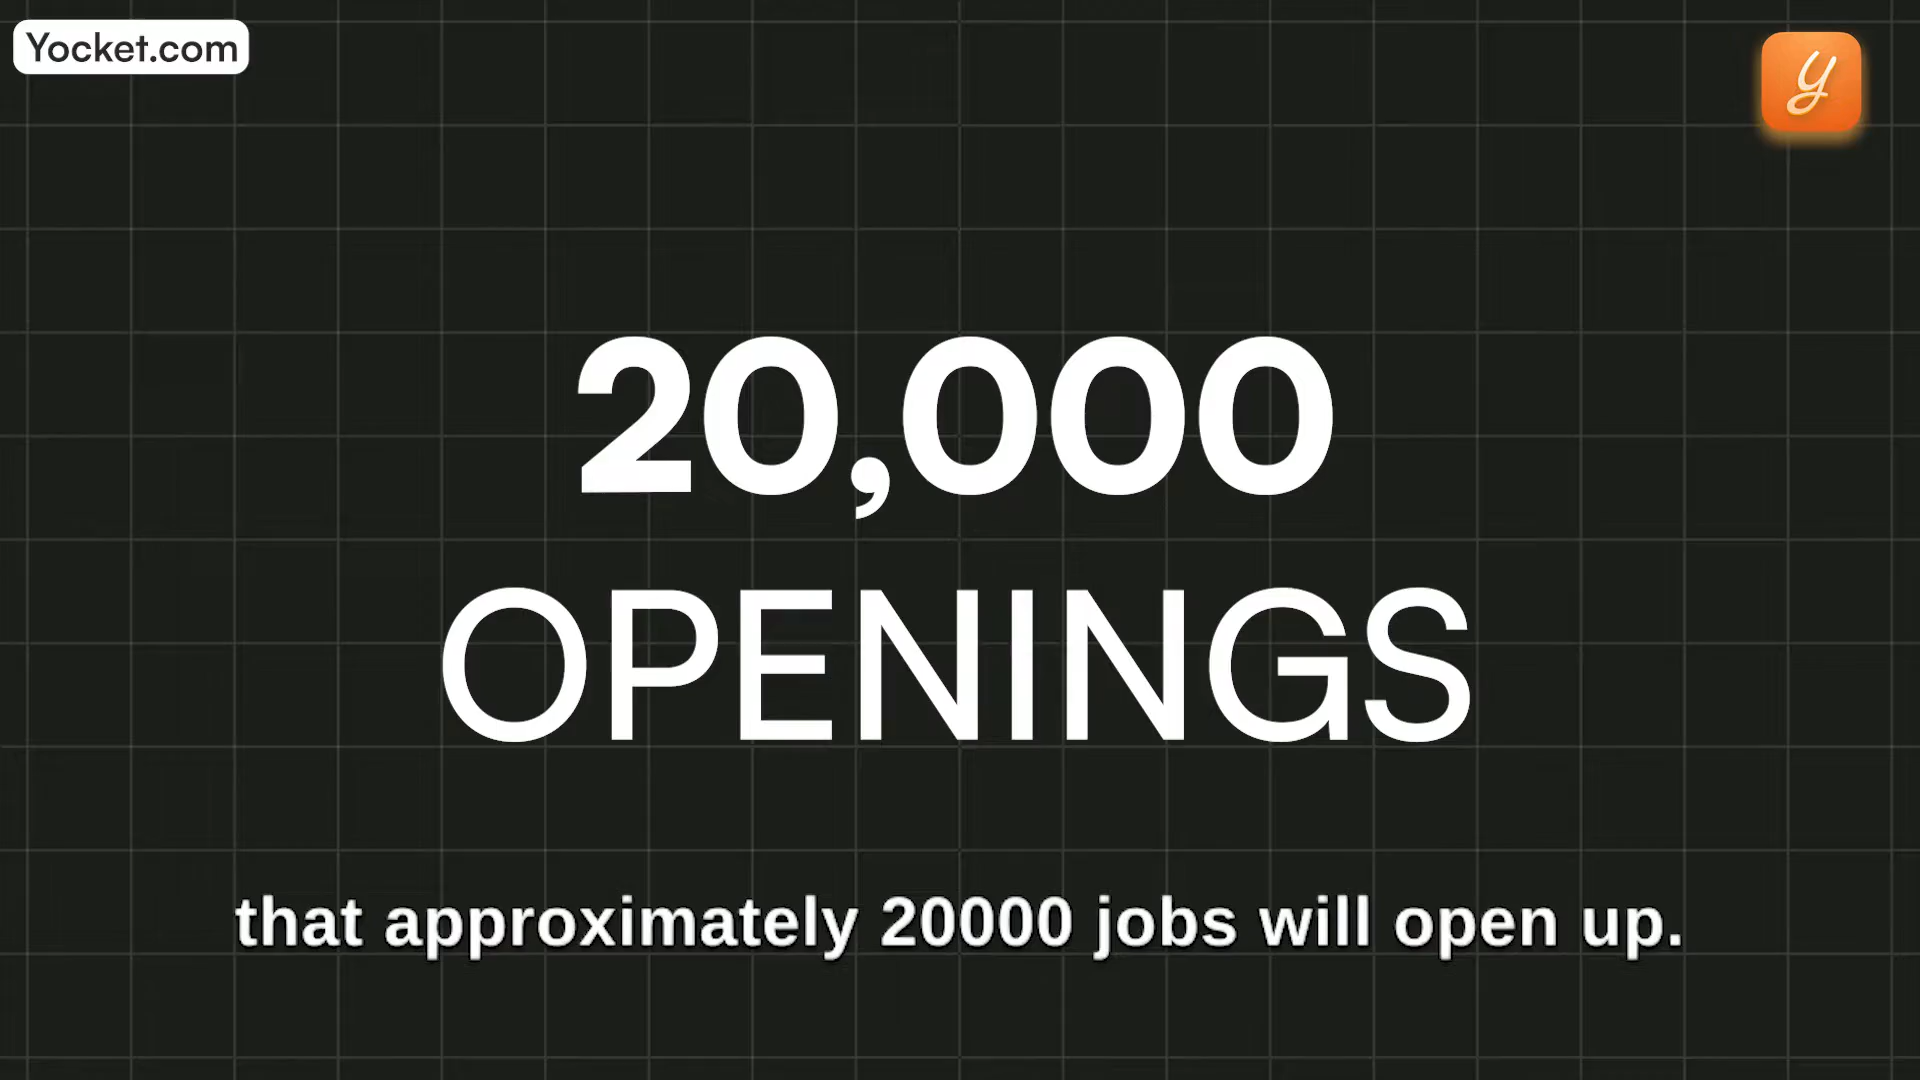 Yocket.com
y
20,000
OPENINGS
that approximately 20000 jobs will open up.